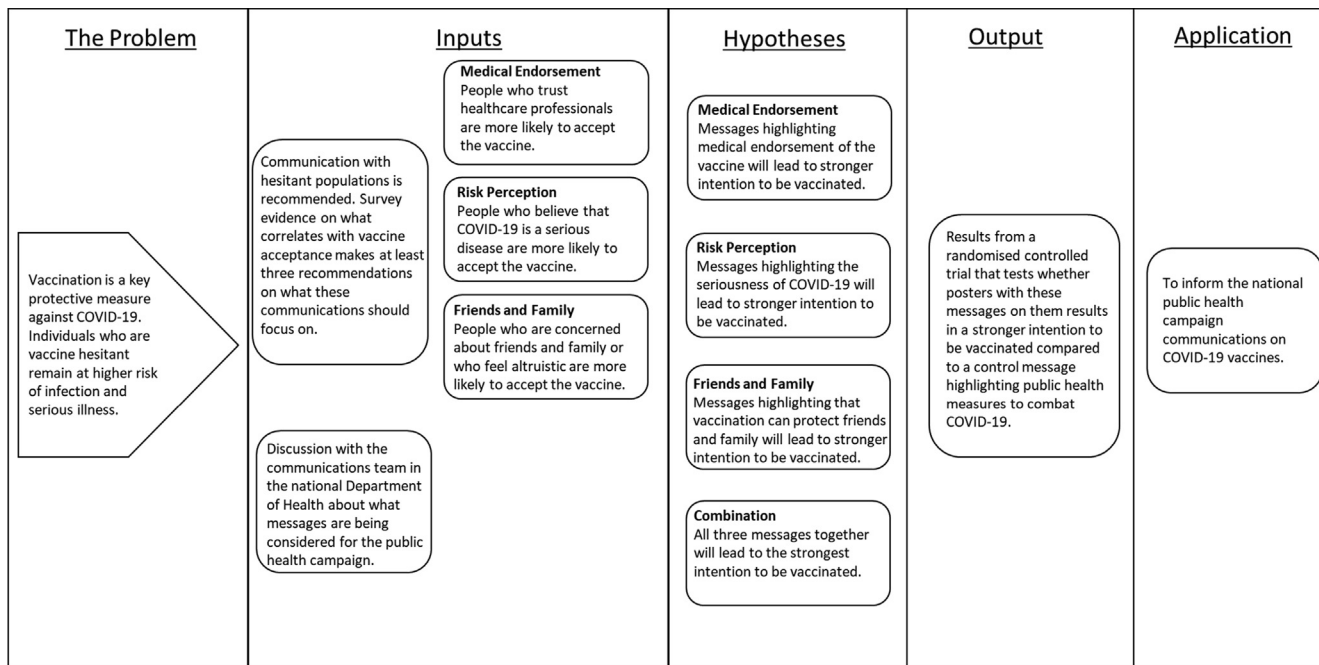 The Problem
Vaccination is a key
protective measure
against COVID-19.
Individuals who are
vaccine hesitant
remain at higher risk
of infection and
serious illness.
Inputs
Communication with
hesitant populations is
recommended. Survey
evidence on what
correlates with vaccine
acceptance makes at least
three recommendations
on what these
communications should
focus on.
Discussion with the
communications team in
the national Department
of Health about what
messages are being
considered for the public
health campaign.
Medical Endorsement
People who trust
healthcare professionals
are more likely to accept
the vaccine.
Risk Perception
People who believe that
COVID-19 is a serious
disease are more likely to
accept the vaccine.
Friends and Family
People who are concerned
about friends and family or
who feel altruistic are more
likely to accept the vaccine.
Hypotheses
Medical Endorsement
Messages highlighting
medical endorsement of the
vaccine will lead to stronger
intention to be vaccinated.
Risk Perception
Messages highlighting the
seriousness of COVID-19 will
lead to stronger intention to
be vaccinated.
Friends and Family
Messages highlighting that
vaccination can protect friends
and family will lead to stronger
intention to be vaccinated.
Combination
All three messages together
will lead to the strongest
intention to be vaccinated.
Output
Results from a
randomised controlled
trial that tests whether
posters with these
messages on them results
in a stronger intention to
be vaccinated compared
to a control message
highlighting public health
measures to combat
COVID-19.
Application
To inform the national
public health
campaign
communications on
COVID-19 vaccines.